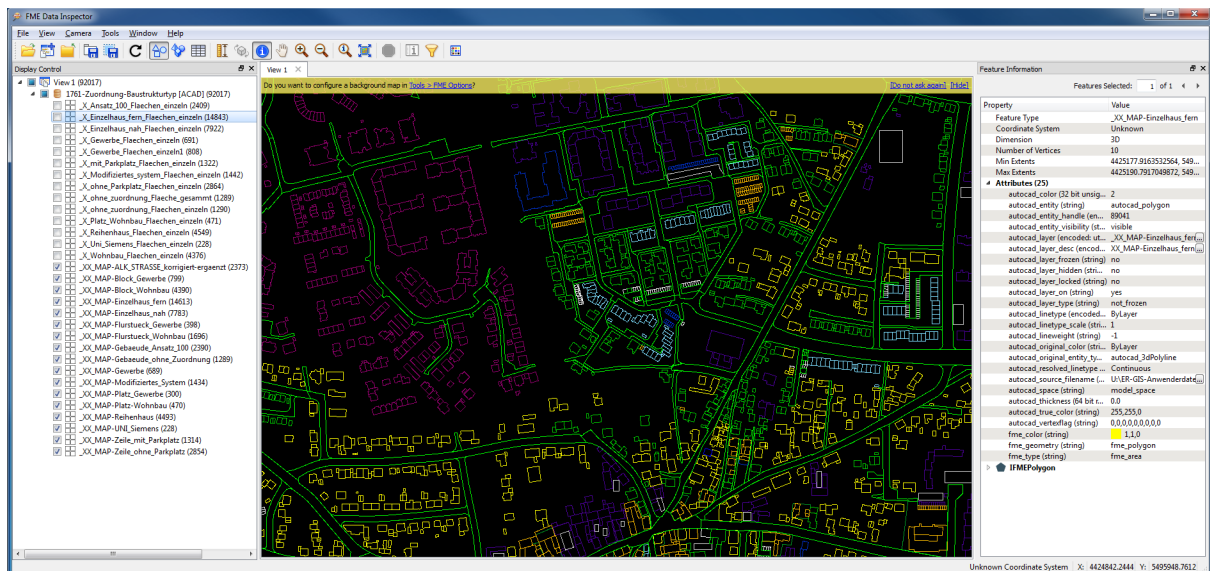 FME Data Inspector
File View Camera Tools Window Help
Display Control
View 1
Do you want to configure a background map in Tools > FME Options?
[Do not ask again] [Hide]
View 1 (92017)
1761-Zuordnung-Baustrukturtyp [ACAD] (92017)
_X_Ansatz_100_Flaechen_einzeln (2409)
_X_Einzelhaus_fern_Flaechen_einzeln (14843)
_X_Einzelhaus_nah_Flaechen_einzeln (7922)
_X_Gewerbe_Flaechen_einzeln (691)
_X_Gewerbe_Flaechen_einzeln1 (808)
_X_mit_Parkplatz_Flaechen_einzeln (1322)
_X_Modifiziertes_system_Flaechen_einzeln (1442)
_X_ohne_Parkplatz_Flaechen_einzeln (2864)
_X_ohne_zuordnung_Flaeche_gesammt (1289)
_X_ohne_zuordnung_Flaechen_einzeln (1290)
_X_Platz_Wohnbau_Flaechen_einzeln (471)
_X_Reihenhaus_Flaechen_einzeln (4549)
_X_Uni_Siemens_Flaechen_einzeln (228)
_X_Wohnbau_Flaechen_einzeln (4376)
_XX_MAP-ALK_STRASSE_korrigiert-ergaenzt (2373)
_XX_MAP-Block_Gewerbe (799)
_XX_MAP-Block_Wohnbau (4390)
_XX_MAP-Einzelhaus_fern (14613)
_XX_MAP-Einzelhaus_nah (7783)
_XX_MAP-Flurstueck_Gewerbe (398)
_XX_MAP-Flurstueck_Wohnbau (1696)
_XX_MAP-Gebaeude_Ansatz_100 (2390)
_XX_MAP-Gebaeude_ohne_Zuordnung (1289)
_XX_MAP-Gewerbe (689)
_XX_MAP-Modifiziertes_System (1434)
_XX_MAP-Platz_Gewerbe (300)
_XX_MAP-Platz-Wohnbau (470)
_XX_MAP-Reihenhaus (4493)
_XX_MAP-UNI_Siemens (228)
_XX_MAP-Zeile_mit_Parkplatz (1314)
_XX_MAP-Zeile_ohne_Parkplatz (2854)
Feature Information
Features Selected: 1 of 1
Property Value
Feature Type _XX_MAP-Einzelhaus_fern
Coordinate System Unknown
Dimension 3D
Number of Vertices 10
Min Extents 4425177.9163532564, 549...
Max Extents 4425190.7917049872, 549...
Attributes (25)
autocad_color (32 bit unsig... 2
autocad_entity (string) autocad_polygon
autocad_entity_handle (en... 89041
autocad_entity_visibility (st... visible
autocad_layer (encoded: ut... _XX_MAP-Einzelhaus_fern...
autocad_layer_desc (encod... XX_MAP-Einzelhaus_fern...
autocad_layer_frozen (string) no
autocad_layer_hidden (stri... no
autocad_layer_locked (string) no
autocad_layer_on (string) yes
autocad_layer_type (string) not_frozen
autocad_linetype (encoded... ByLayer
autocad_linetype_scale (stri... 1
autocad_lineweight (string) -1
autocad_original_color (stri... ByLayer
autocad_original_entity_ty... autocad_3dPolyline
autocad_resolved_linetype ... Continuous
autocad_source_filename (... U:\ER-GIS-Anwenderdate...
autocad_space (string) model_space
autocad_thickness (64 bit r... 0.0
autocad_true_color (string) 255,255,0
autocad_vertexflag (string) 0,0,0,0,0,0,0,0,0
fme_color (string) 1,1,0
fme_geometry (string) fme_polygon
fme_type (string) fme_area
IFMEPolygon
Unknown Coordinate System X: 4424842.2444 Y: 5495948.7612